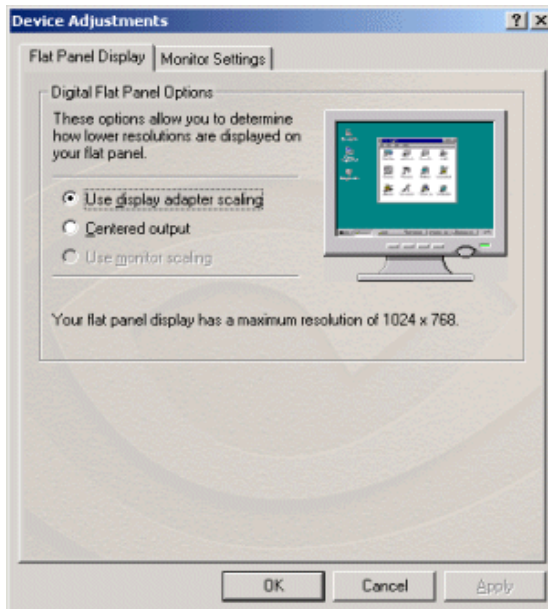 Device Adjustments
Flat Panel Display
Monitor Settings
Digital Flat Panel Options
These options allow you to determine
how lower resolutions are displayed on
your flat panel.
Use display adapter scaling
Centered output
Use monitor scaling
Your flat panel display has a maximum resolution of 1024 x 768.
OK
Cancel
Apply